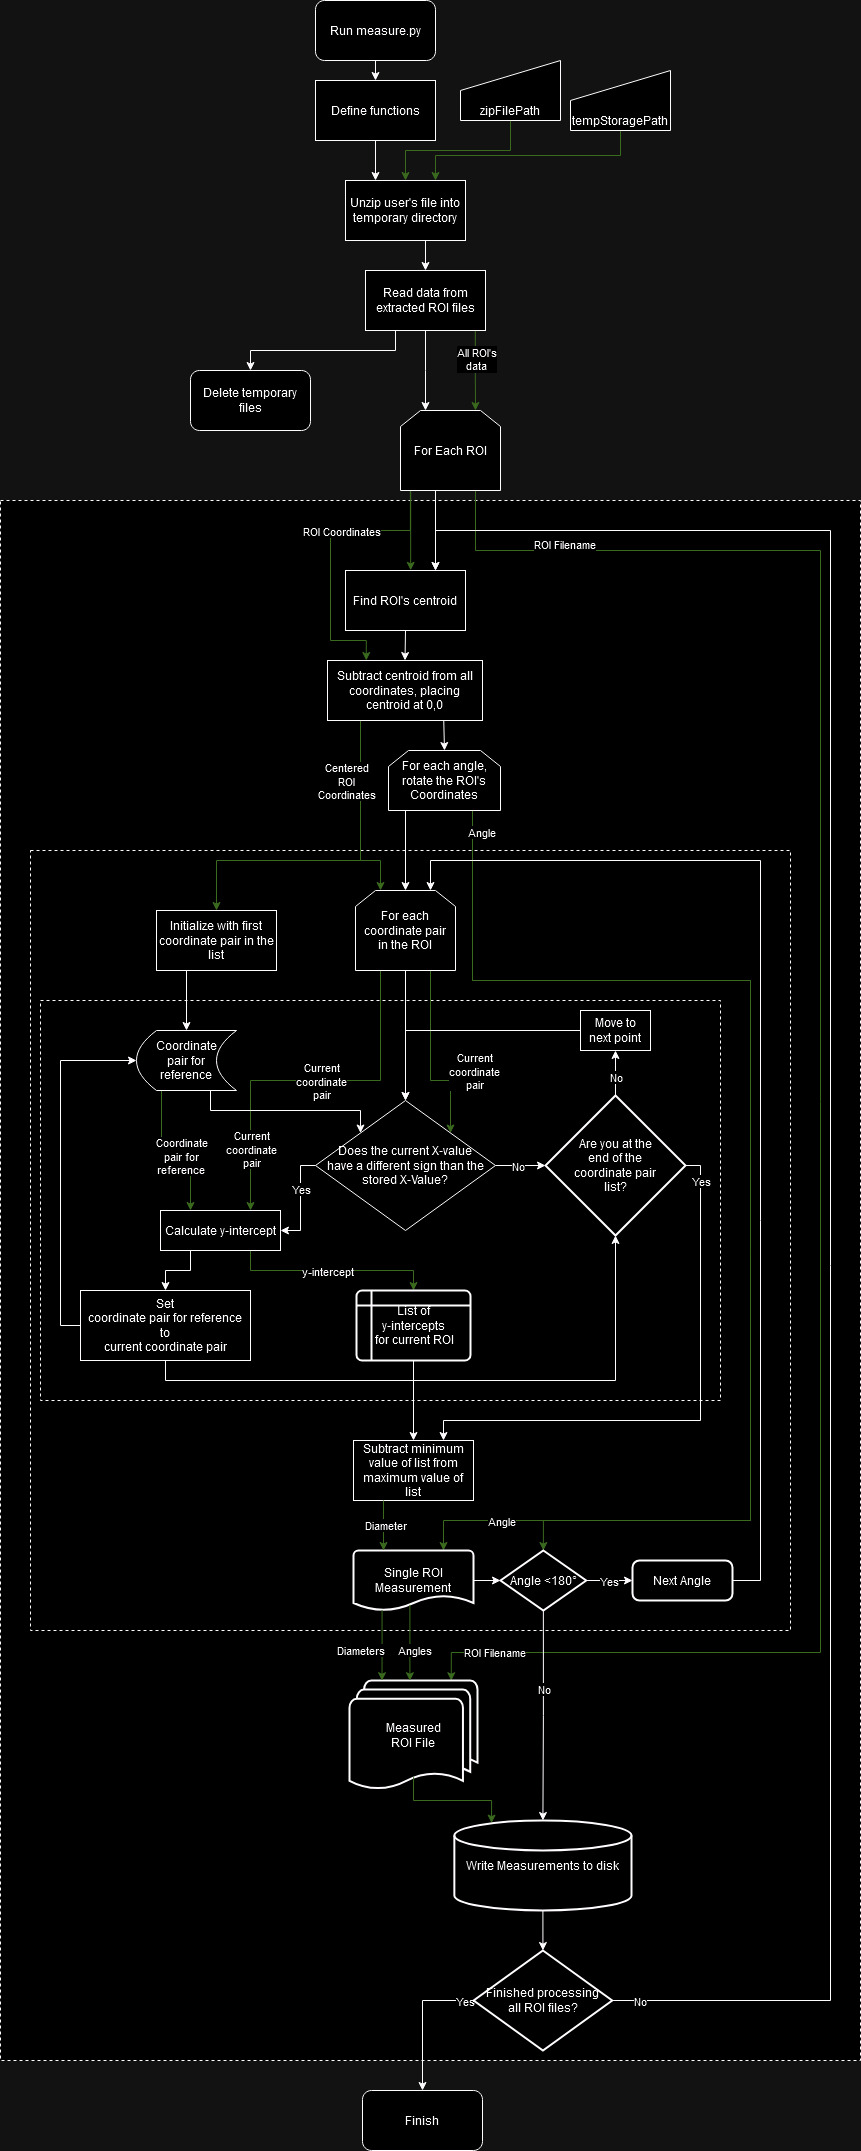 Run measure.py
Define functions
zipFilePath
tempStoragePath
Unzip user's file into
temporary directory
Read data from
extracted ROI files
All ROI's
data
Delete temporary
files
For Each ROI
ROI Coordinates
ROI Filename
Find ROI's centroid
Subtract centroid from all
coordinates, placing
centroid at 0,0
For each angle,
rotate the ROI's
Coordinates
Centered
ROI
Coordinates
Angle
For each
coordinate pair
in the ROI
Initialize with first
coordinate pair in the
list
Move to
next point
Coordinate
pair for
reference
Current
coordinate
pair
Current
coordinate
pair
No
Coordinate
pair for
reference
Current
coordinate
pair
Does the current X-value
have a different sign than the
stored X-Value?
No
Are you at the
end of the
coordinate pair
list?
Yes
Yes
Calculate y-intercept
y-intercept
Set
coordinate pair for reference
to
current coordinate pair
List of
y-intercepts
for current ROI
Subtract minimum
value of list from
maximum value of
list
Diameter
Angle
Single ROI
Measurement
Angle <180°
Yes
Next Angle
Diameters
Angles
ROI Filename
No
Measured
ROI File
Write Measurements to disk
Finished processing
all ROI files?
Yes
No
Finish